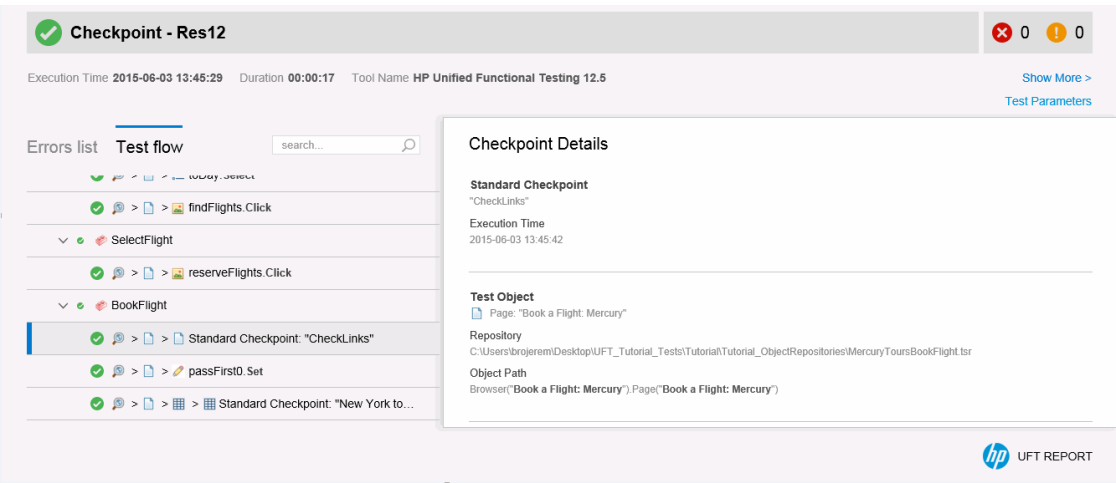 Checkpoint - Res12
0
0
Execution Time 2015-06-03 13:45:29 Duration 00:00:17 Tool Name HP Unified Functional Testing 12.5
Show More >
Test Parameters
Errors list Test flow search...
> > toDay.Select
> > findFlights.Click
SelectFlight
> > reserveFlights.Click
BookFlight
> > Standard Checkpoint: "CheckLinks"
> > passFirst0.Set
> > > Standard Checkpoint: "New York to...
Checkpoint Details
Standard Checkpoint
"CheckLinks"
Execution Time
2015-06-03 13:45:42
Test Object
Page: "Book a Flight: Mercury"
Repository
C:\Users\brojerem\Desktop\UFT_Tutorial_Tests\Tutorial\Tutorial_ObjectRepositories\MercuryToursBookFlight.tsr
Object Path
Browser("Book a Flight: Mercury").Page("Book a Flight: Mercury")
hp UFT REPORT